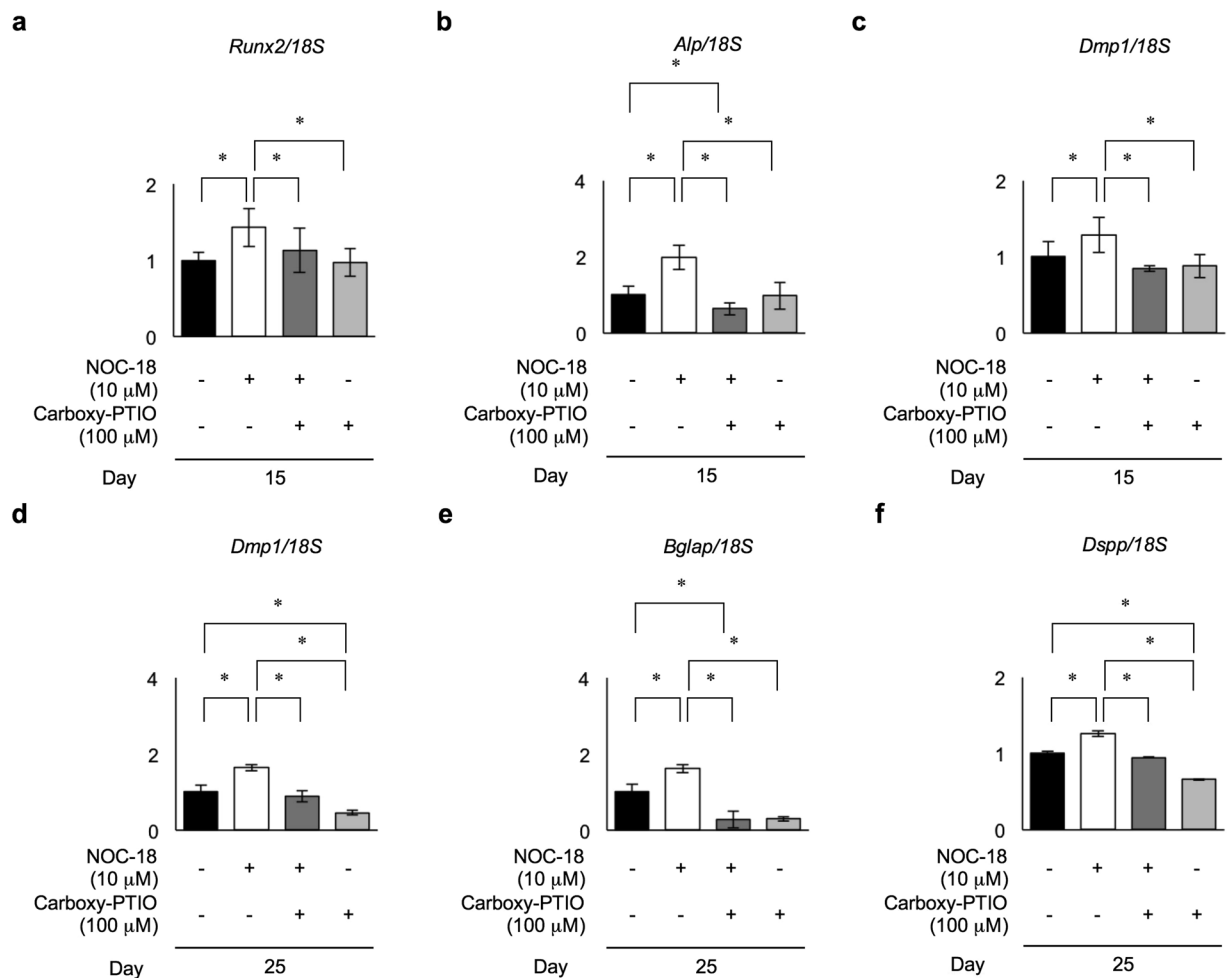 a
Runx2/18S
*
* *
2
1
0
NOC-18
(10 μM)
- + + -
Carboxy-PTIO
(100 μM)
- - + +
Day
15
b
Alp/18S
*
*
* *
4
2
0
NOC-18
(10 μM)
- + + -
Carboxy-PTIO
(100 μM)
- - + +
Day
15
c
Dmp1/18S
*
* *
2
1
0
NOC-18
(10 μM)
- + + -
Carboxy-PTIO
(100 μM)
- - + +
Day
15
d
Dmp1/18S
*
*
* *
4
2
0
NOC-18
(10 μM)
- + + -
Carboxy-PTIO
(100 μM)
- - + +
Day
25
e
Bglap/18S
*
*
* *
4
2
0
NOC-18
(10 μM)
- + + -
Carboxy-PTIO
(100 μM)
- - + +
Day
25
f
Dspp/18S
*
*
* *
2
1
0
NOC-18
(10 μM)
- + + -
Carboxy-PTIO
(100 μM)
- - + +
Day
25